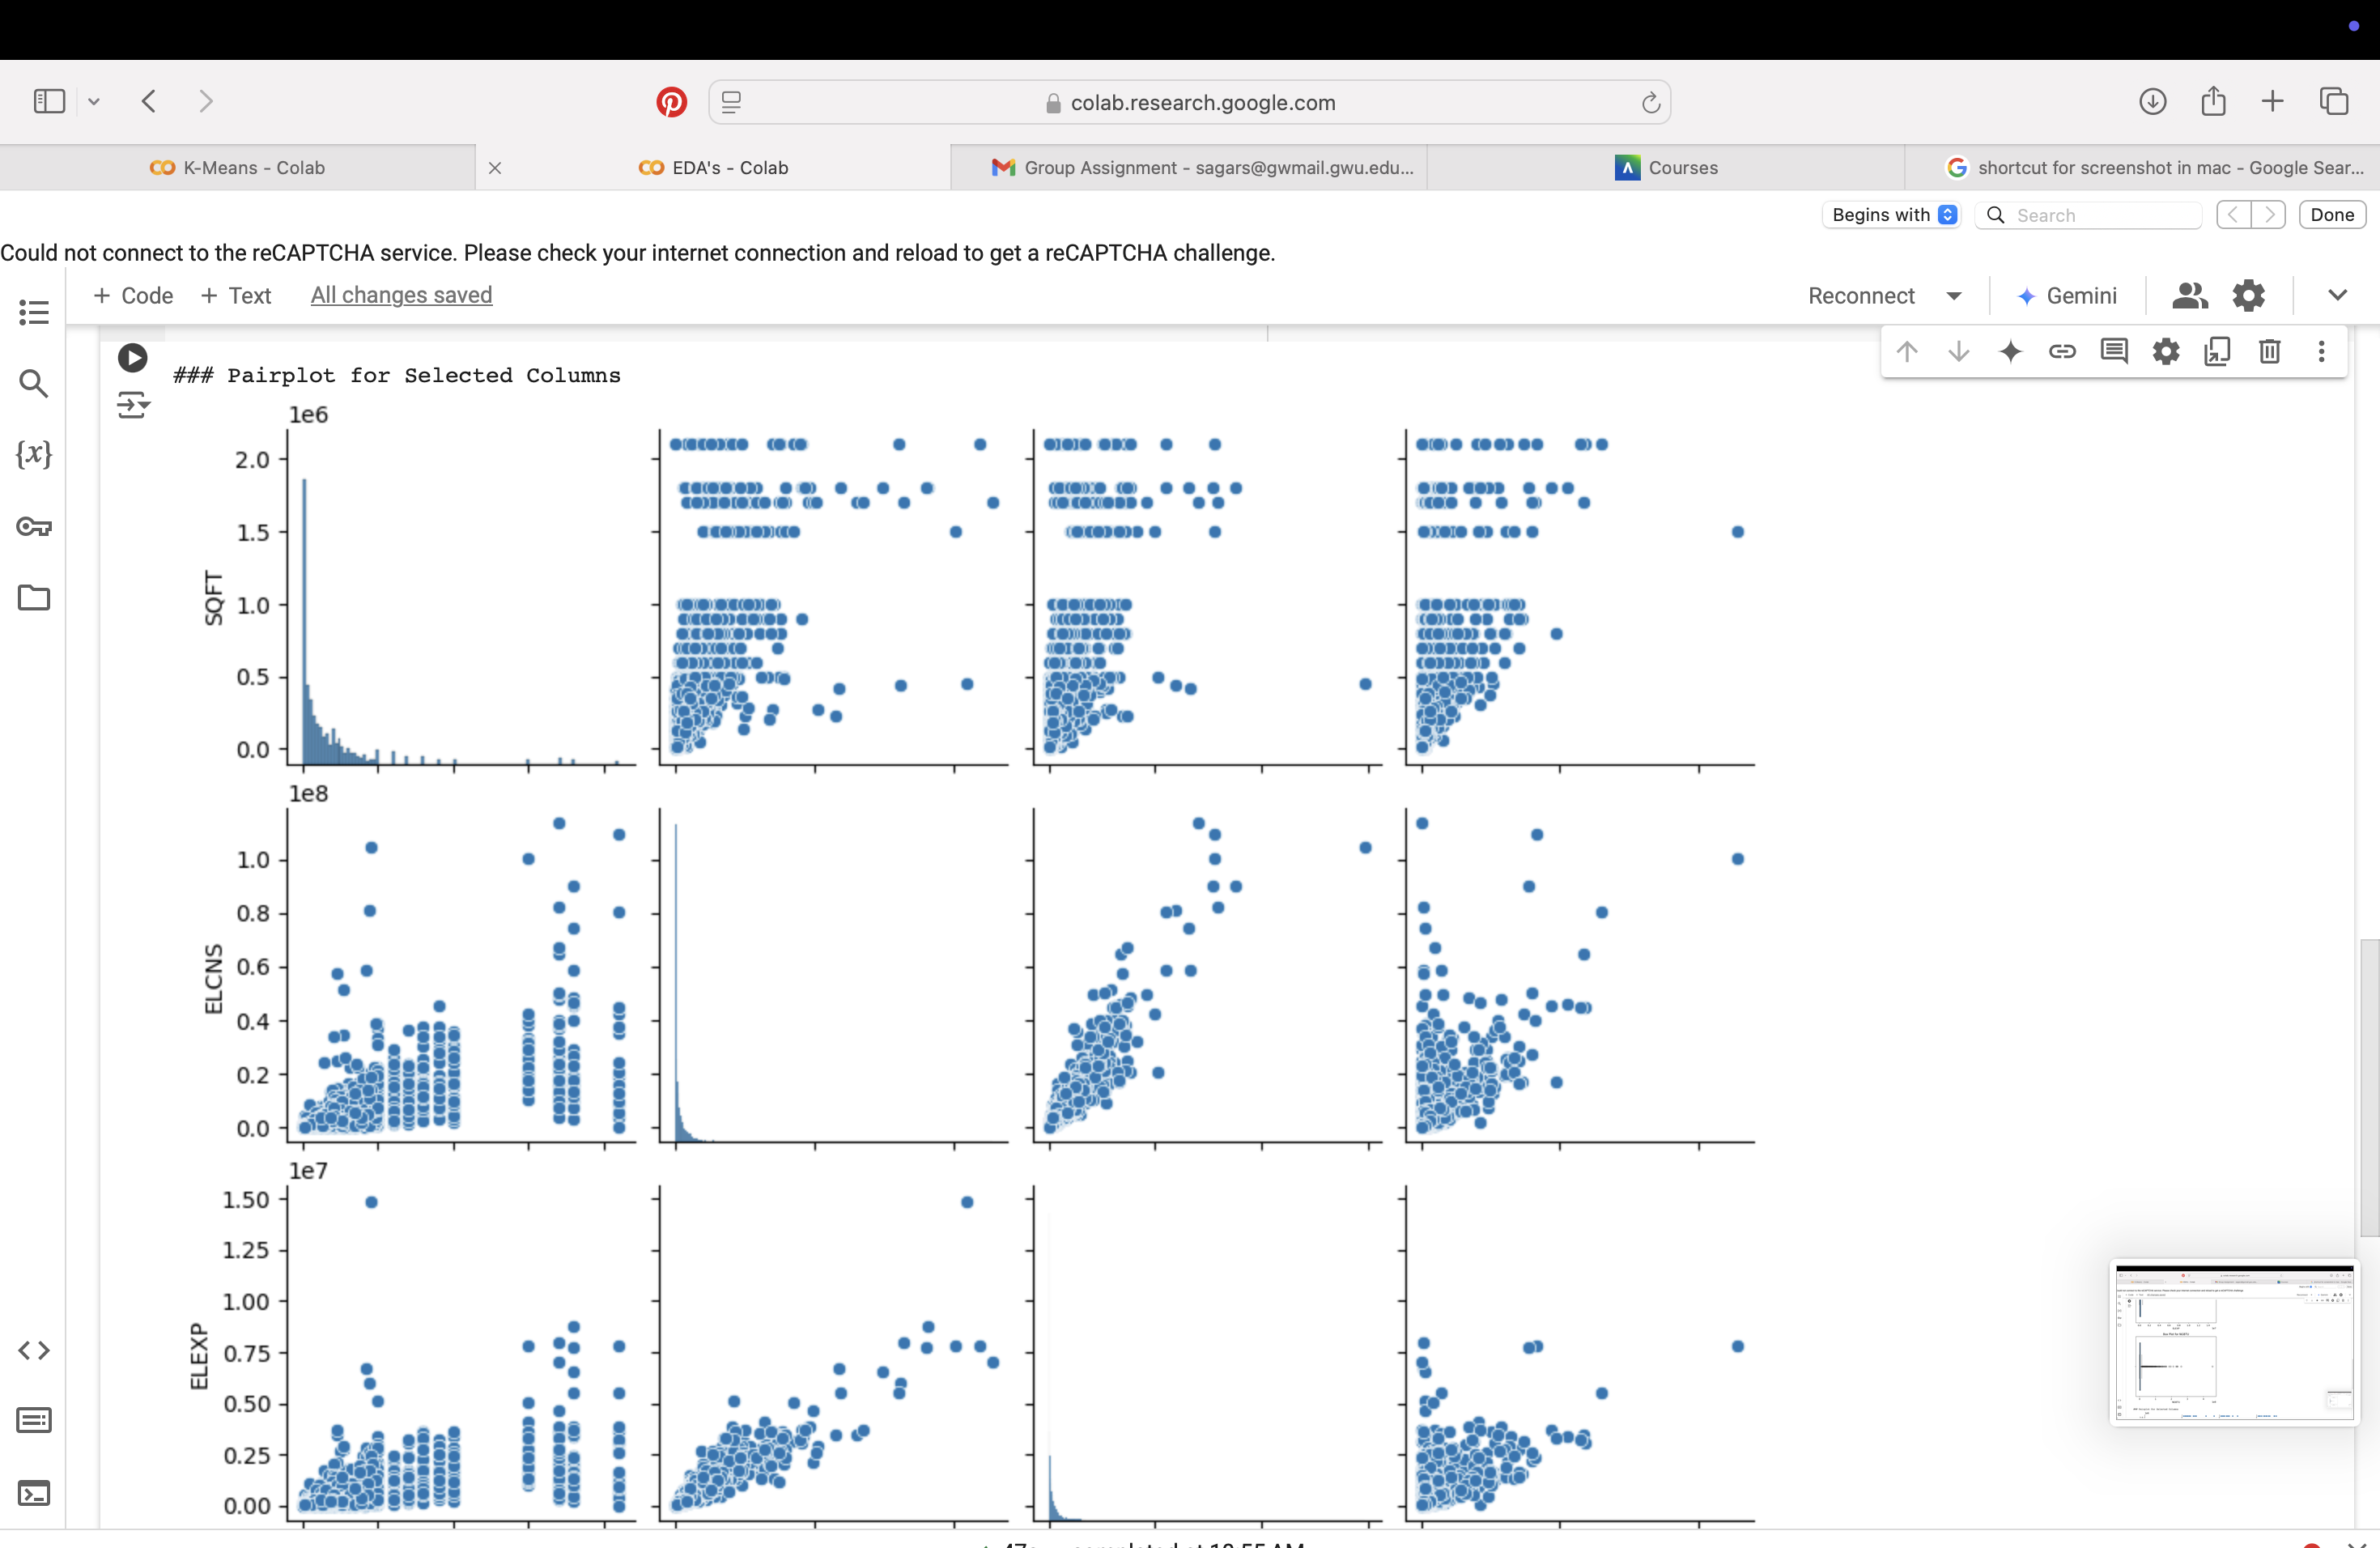 colab.research.google.com
K-Means - Colab
EDA's - Colab
Group Assignment - sagars@gwmail.gwu.edu...
Courses
shortcut for screenshot in mac - Google Sear...
Begins with
Search
Done
Could not connect to the reCAPTCHA service. Please check your internet connection and reload to get a reCAPTCHA challenge.
+ Code + Text All changes saved
Reconnect
Gemini
{x}
### Pairplot for Selected Columns
1e6
2.0
1.5
1.0
0.5
0.0
SQFT
1e8
1.0
0.8
0.6
0.4
0.2
0.0
ELCNS
1e7
1.50
1.25
1.00
0.75
0.50
0.25
0.00
ELEXP
completed at 10:55 AM